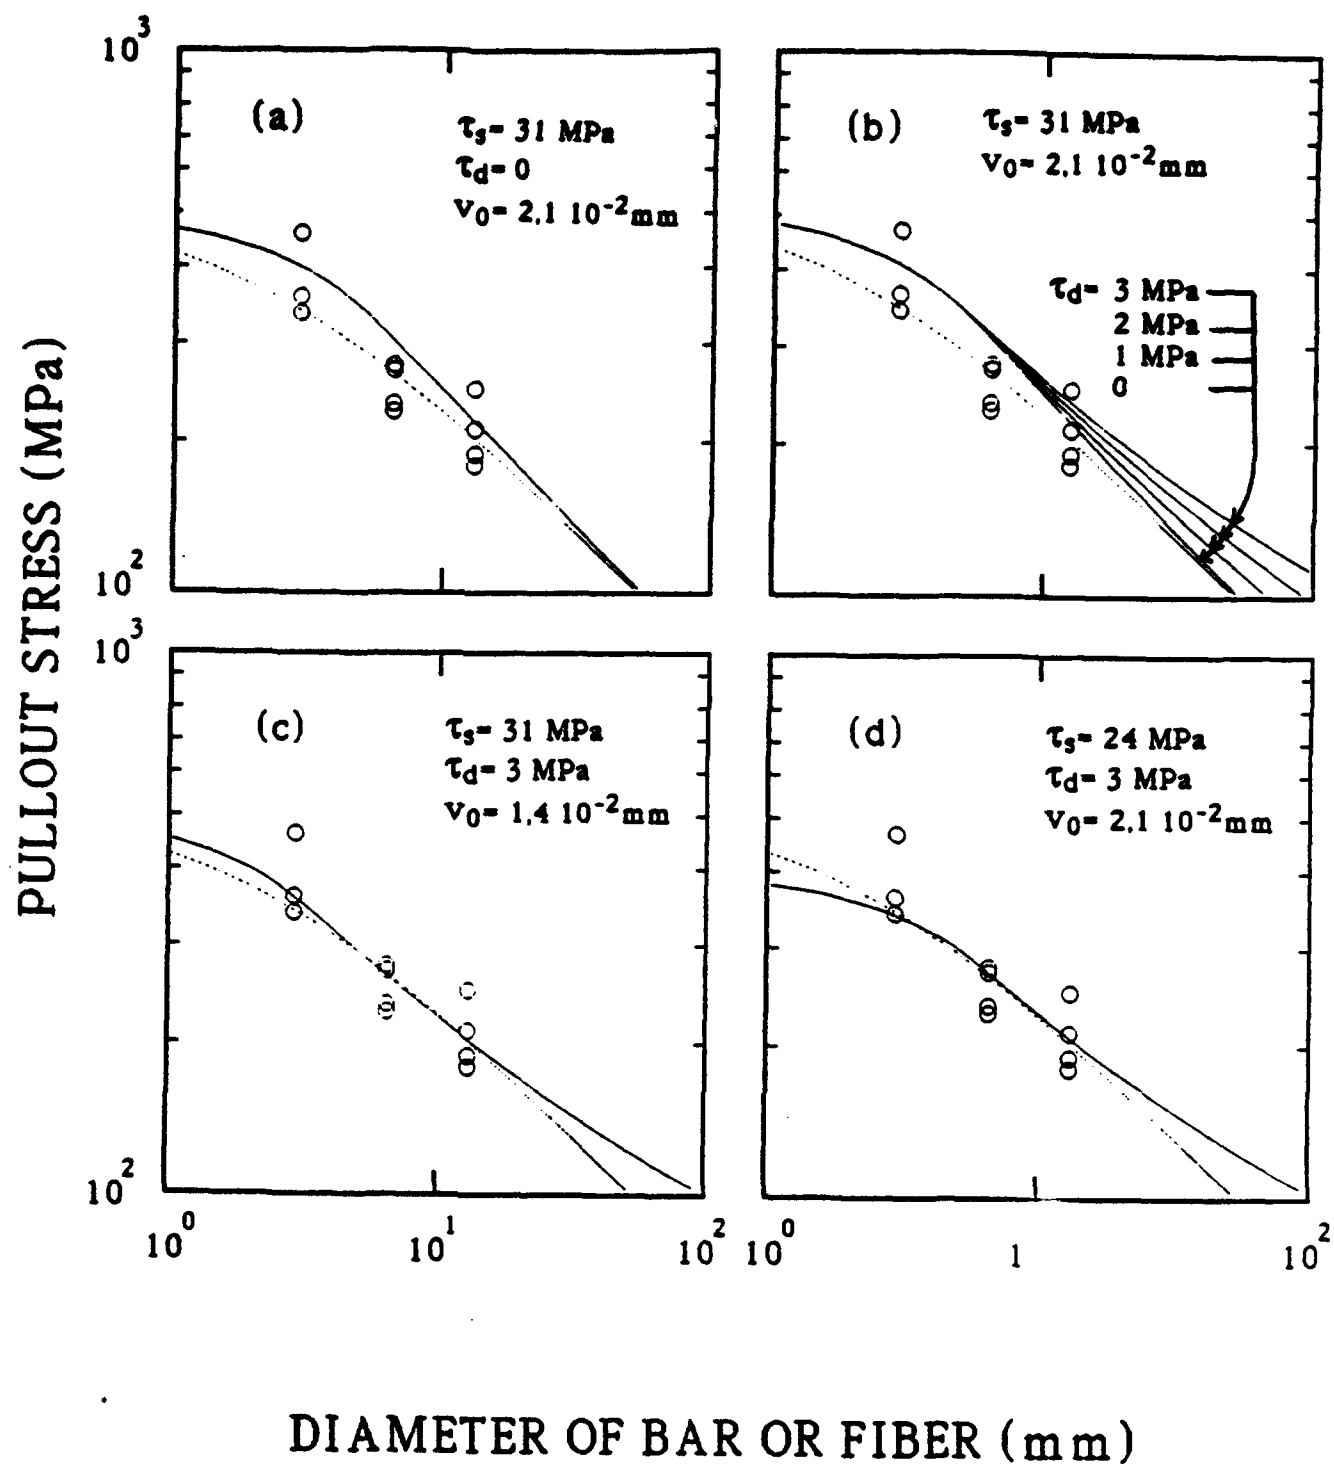 10³
(a)
τs= 31 MPa
τd= 0
v0= 2,1 10⁻²mm
(b)
τs= 31 MPa
v0= 2,1 10⁻²mm
τd= 3 MPa
2 MPa
1 MPa
0
10²
PULLOUT STRESS (MPa)
10³
(c)
τs= 31 MPa
τd= 3 MPa
v0= 1,4 10⁻²mm
(d)
τs= 24 MPa
τd= 3 MPa
v0= 2,1 10⁻²mm
10²
10⁰ 10¹ 10² 10⁰ 1 10²
DIAMETER OF BAR OR FIBER (mm)